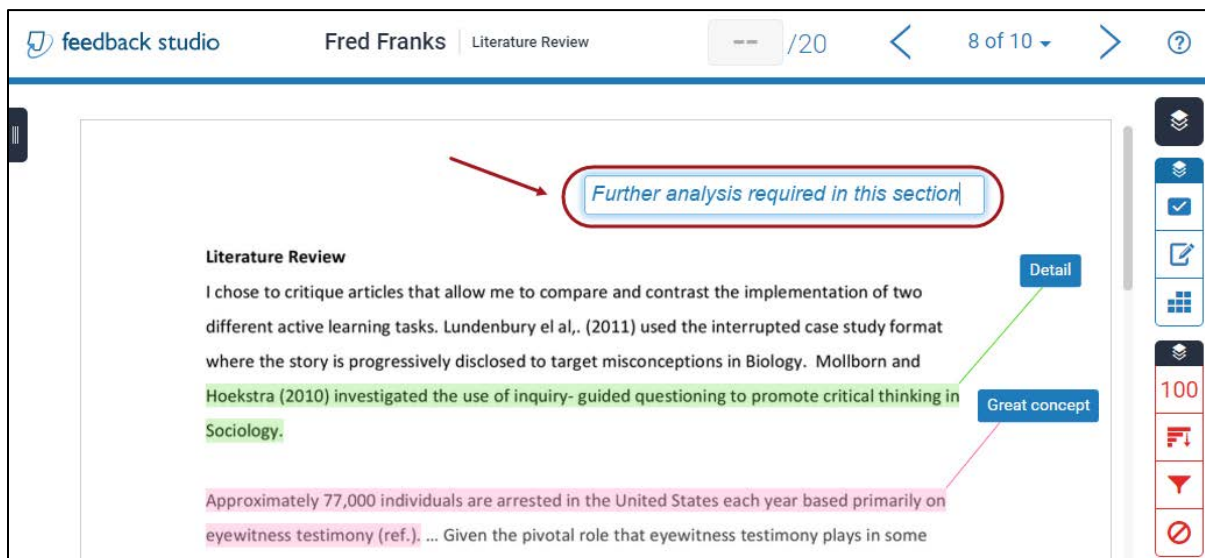 feedback studio
Fred Franks Literature Review -- /20 8 of 10
Further analysis required in this section
Literature Review
Detail
I chose to critique articles that allow me to compare and contrast the implementation of two
different active learning tasks. Lundenbury el al,. (2011) used the interrupted case study format
where the story is progressively disclosed to target misconceptions in Biology.  Mollborn and
Hoekstra (2010) investigated the use of inquiry- guided questioning to promote critical thinking in
Great concept
Sociology.
Approximately 77,000 individuals are arrested in the United States each year based primarily on
eyewitness testimony (ref.). ... Given the pivotal role that eyewitness testimony plays in some
100